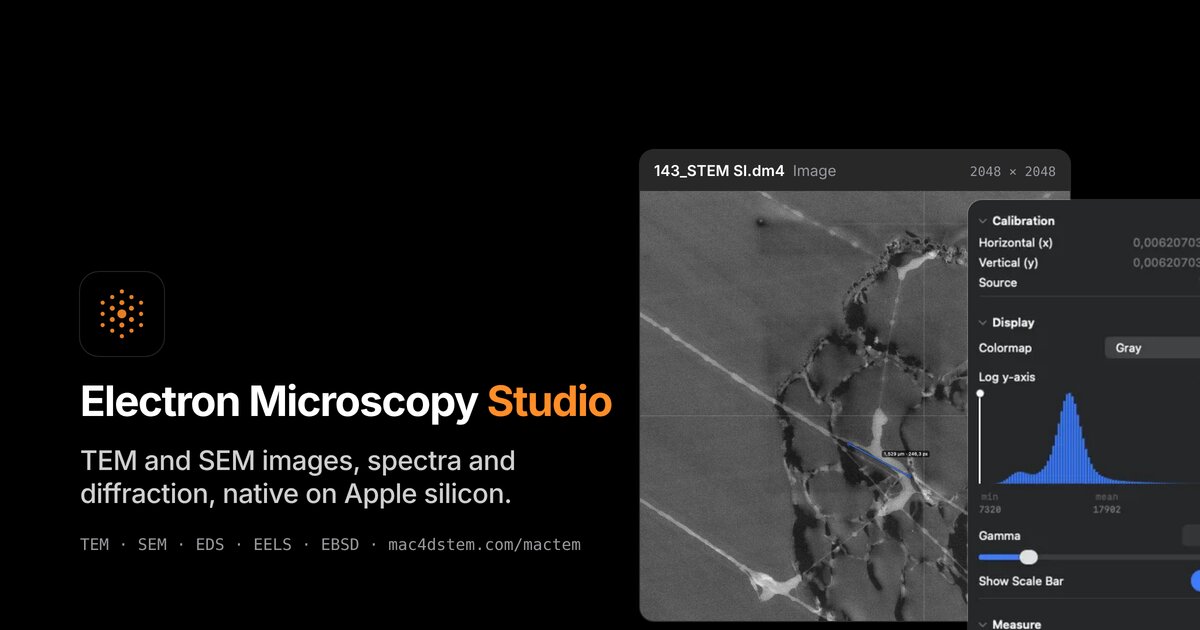 143_STEM SI.dm4 Image 2048 × 2048
Calibration
Horizontal (x) 0,0062070
Vertical (y) 0,0062070
Source
Display
Colormap Gray
Log y-axis
min mean
7320 17902
Gamma
Show Scale Bar
Measure
Electron Microscopy Studio
TEM and SEM images, spectra and
diffraction, native on Apple silicon.
TEM · SEM · EDS · EELS · EBSD · mac4dstem.com/mactem